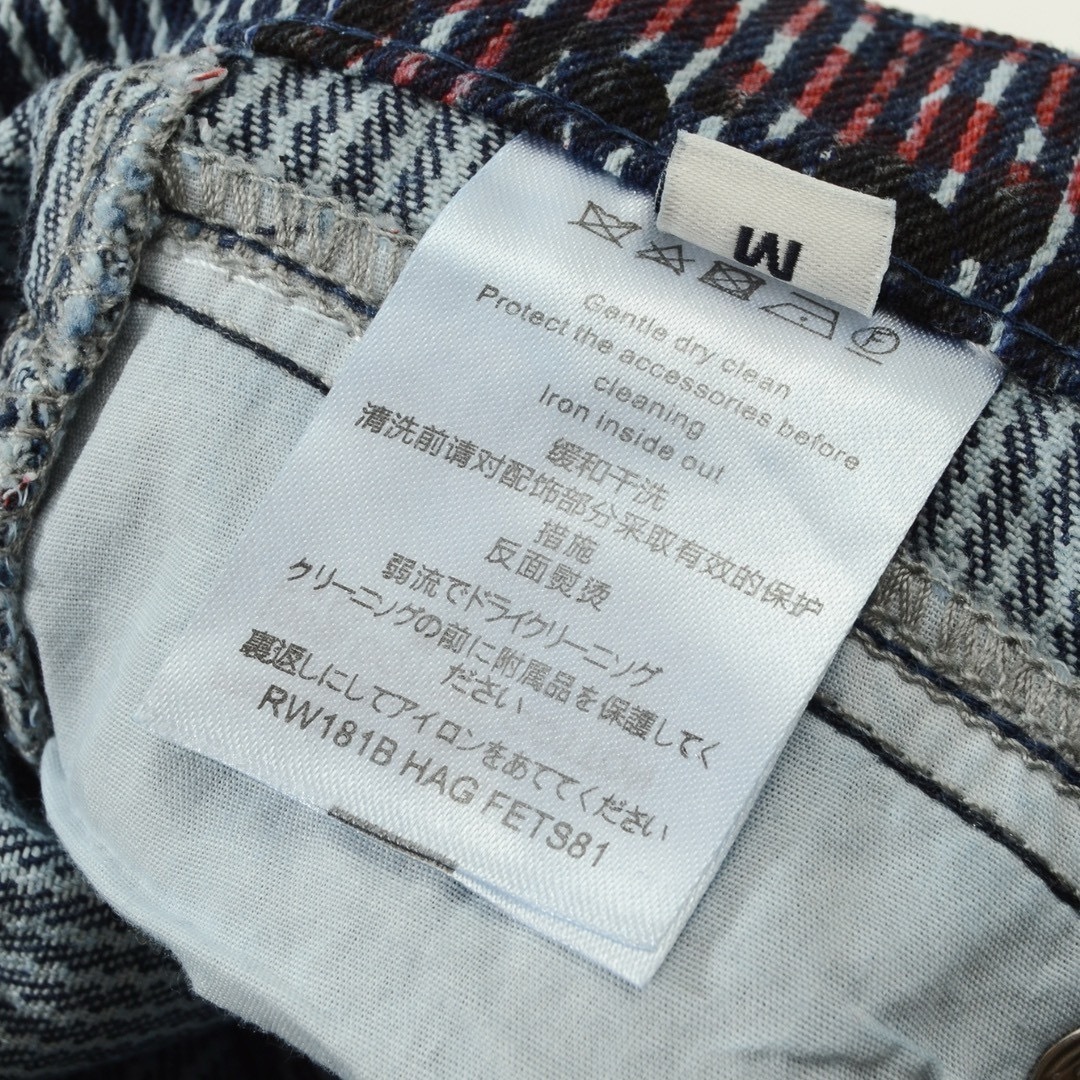 M
F
Gentle dry clean
Protect the accessories before
cleaning
Iron inside out
缓和干洗
清洗前请对配饰部分采取有效的保护
措施
反面熨烫
弱流でドライクリーニソグ
クリーニングの前に附属品を保護してく
ださい
裏返しにしてアイロンをあててください
RW181B HAG FETS81